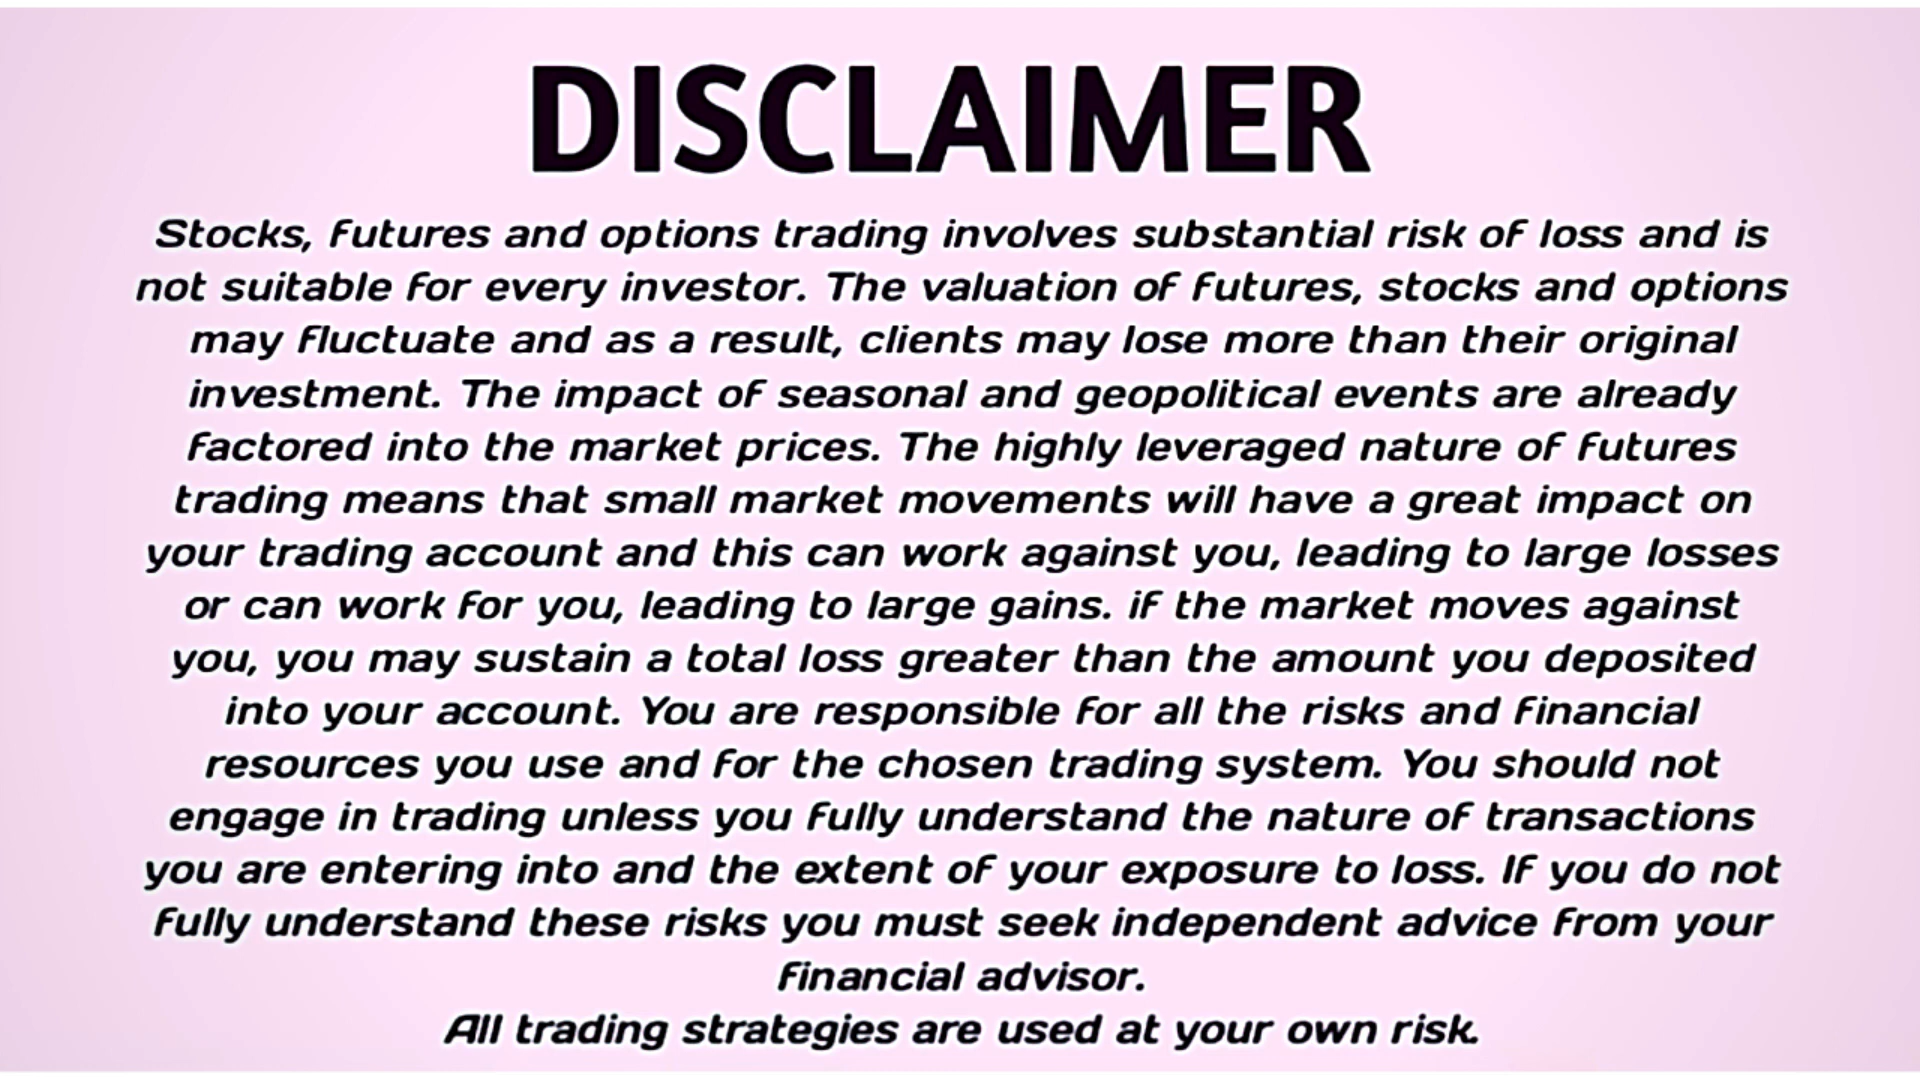 DISCLAIMER
Stocks, futures and options trading involves substantial risk of loss and is
not suitable for every investor. The valuation of futures, stocks and options
may fluctuate and as a result, clients may lose more than their original
investment. The impact of seasonal and geopolitical events are already
factored into the market prices. The highly leveraged nature of futures
trading means that small market movements will have a great impact on
your trading account and this can work against you, leading to large losses
or can work for you, leading to large gains. if the market moves against
you, you may sustain a total loss greater than the amount you deposited
into your account. You are responsible for all the risks and financial
resources you use and for the chosen trading system. You should not
engage in trading unless you fully understand the nature of transactions
you are entering into and the extent of your exposure to loss. If you do not
fully understand these risks you must seek independent advice from your
financial advisor.
All trading strategies are used at your own risk.